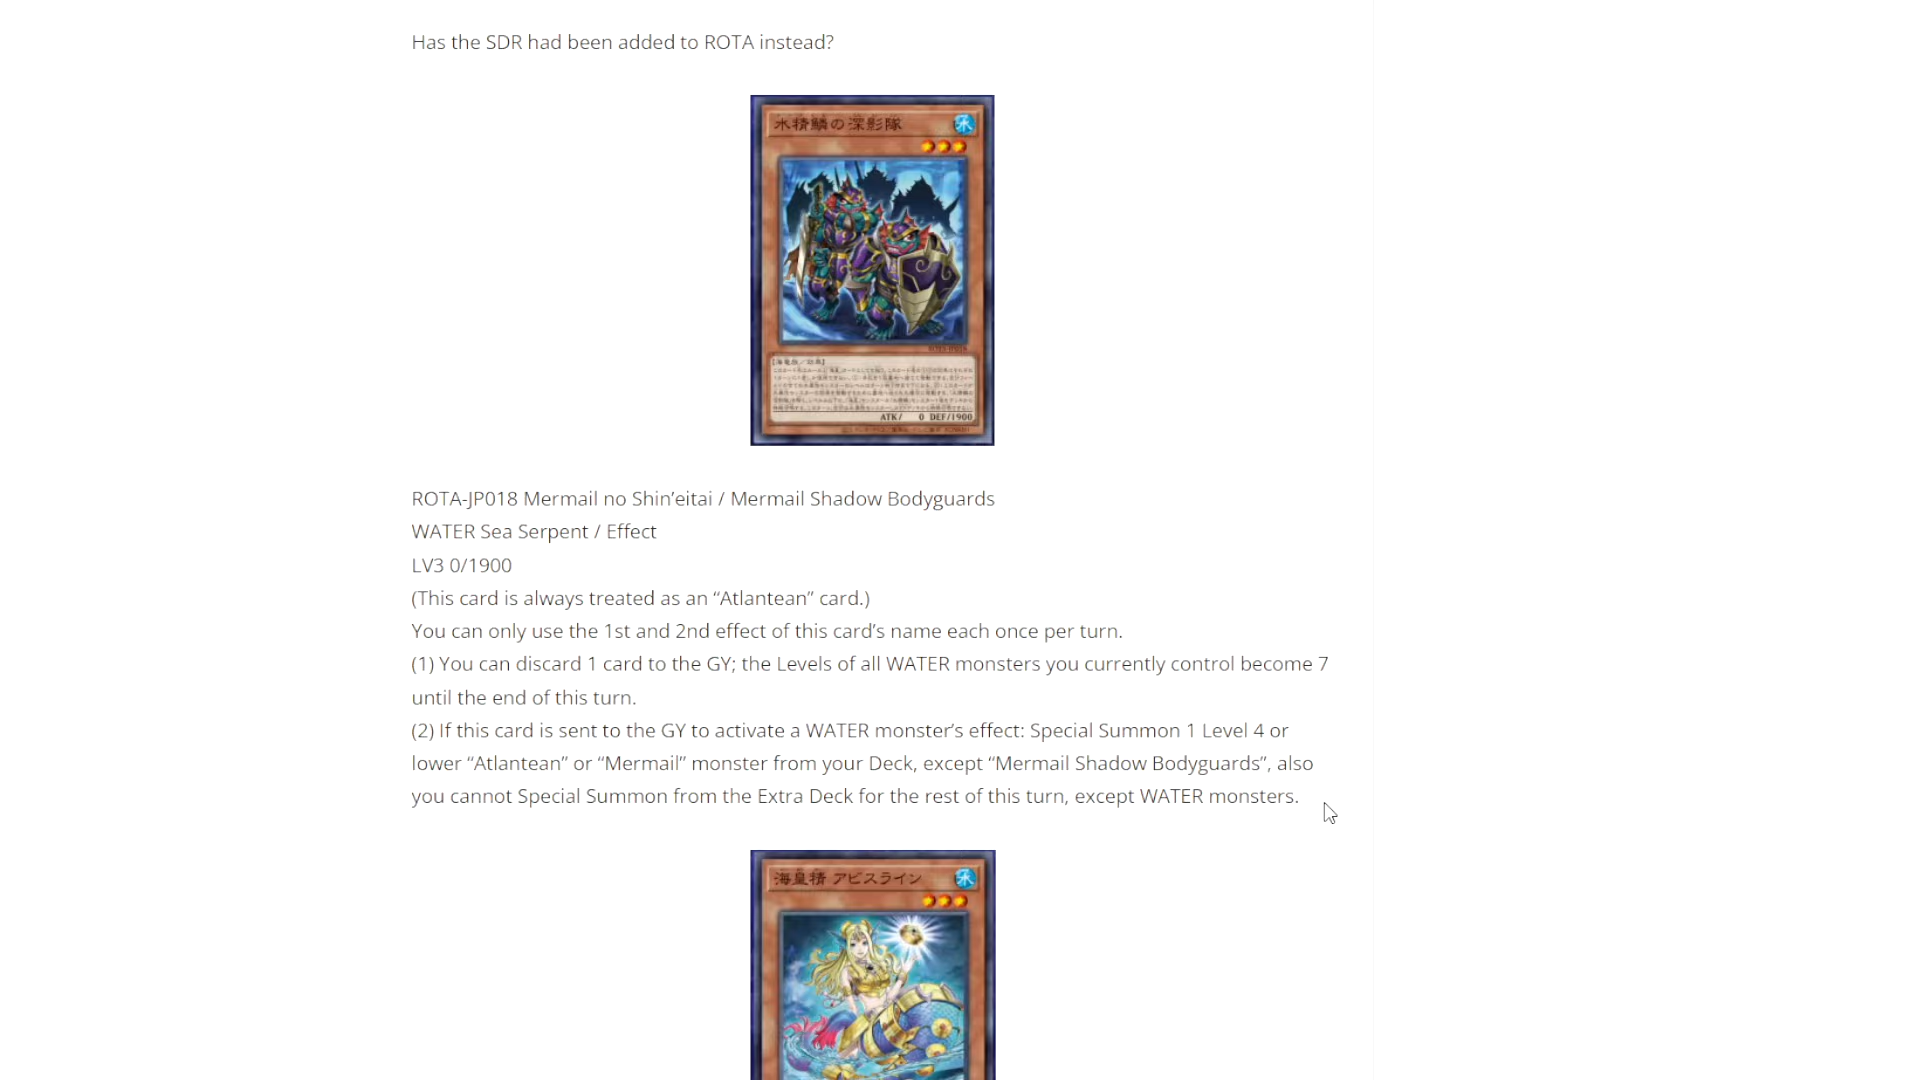 Has the SDR had been added to ROTA instead?
水精鱗の深影隊
水
ATK/ 0 DEF/1900
ROTA-JP018 Mermail no Shin’eitai / Mermail Shadow Bodyguards
WATER Sea Serpent / Effect
LV3 0/1900
(This card is always treated as an “Atlantean” card.)
You can only use the 1st and 2nd effect of this card’s name each once per turn.
(1) You can discard 1 card to the GY; the Levels of all WATER monsters you currently control become 7
until the end of this turn.
(2) If this card is sent to the GY to activate a WATER monster’s effect: Special Summon 1 Level 4 or
lower “Atlantean” or “Mermail” monster from your Deck, except “Mermail Shadow Bodyguards”, also
you cannot Special Summon from the Extra Deck for the rest of this turn, except WATER monsters.
海皇精 アビスライン
水